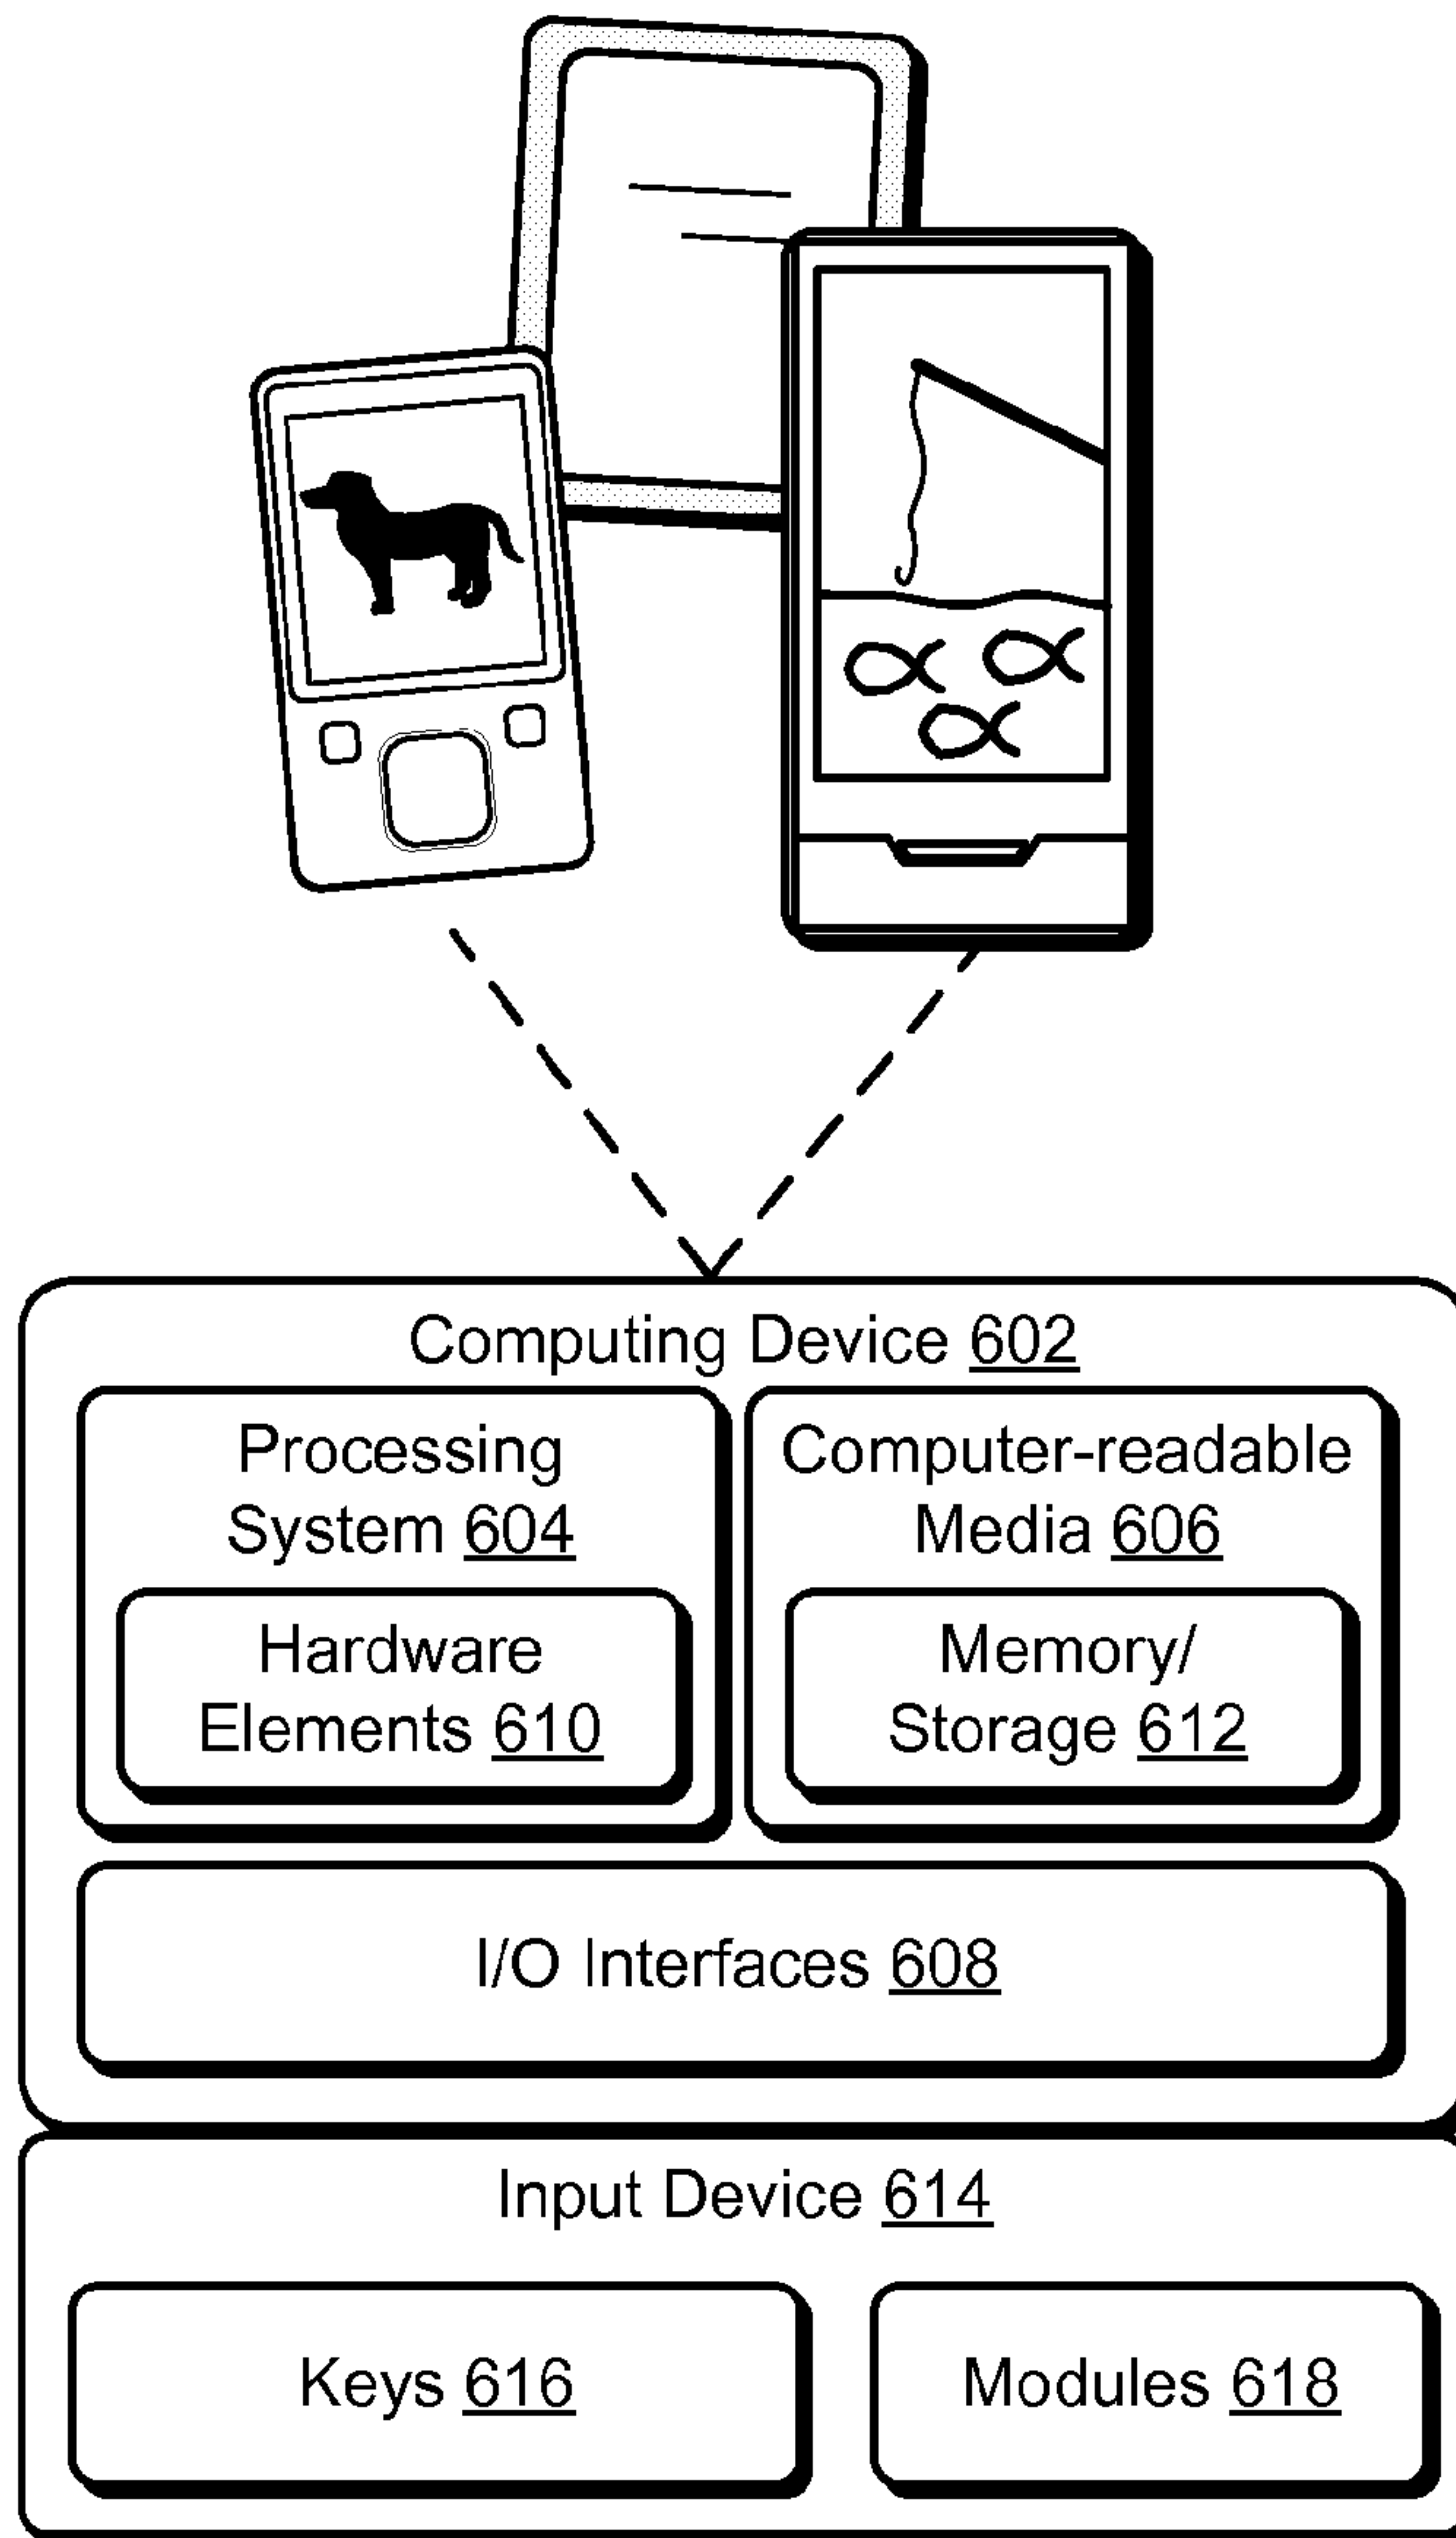 Computing Device 602
Processing
System 604
Hardware
Elements 610
Computer-readable
Media 606
Memory/
Storage 612
I/O Interfaces 608
Input Device 614
Keys 616
Modules 618